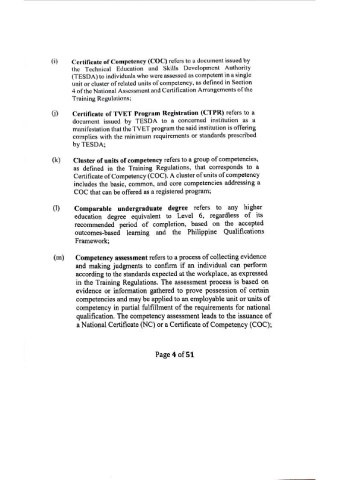 (i) Certificate of Competency (COC) refers to a document issued by
the Technical Education and Skills Development Authority
(TESDA) to individuals who were assessed as competent in a single
unit or cluster of related units of competency, as defined in Section
4 of the National Assessment and Certification Arrangements of the
Training Regulations;
(j) Certificate of TVET Program Registration (CTPR) refers to a
document issued by TESDA to a concerned institution as a
manifestation that the TVET program the said institution is offering
complies with the minimum requirements or standards prescribed
by TESDA;
(k) Cluster of units of competency refers to a group of competencies,
as defined in the Training Regulations, that corresponds to a
Certificate of Competency (COC). A cluster of units of competency
includes the basic, common, and core competencies addressing a
COC that can be offered as a registered program;
(l) Comparable undergraduate degree refers to any higher
education degree equivalent to Level 6, regardless of its
recommended period of completion, based on the accepted
outcomes-based learning and the Philippine Qualifications
Framework;
(m) Competency assessment refers to a process of collecting evidence
and making judgments to confirm if an individual can perform
according to the standards expected at the workplace, as expressed
in the Training Regulations. The assessment process is based on
evidence or information gathered to prove possession of certain
competencies and may be applied to an employable unit or units of
competency in partial fulfillment of the requirements for national
qualification. The competency assessment leads to the issuance of
a National Certificate (NC) or a Certificate of Competency (COC);
Page 4 of 51